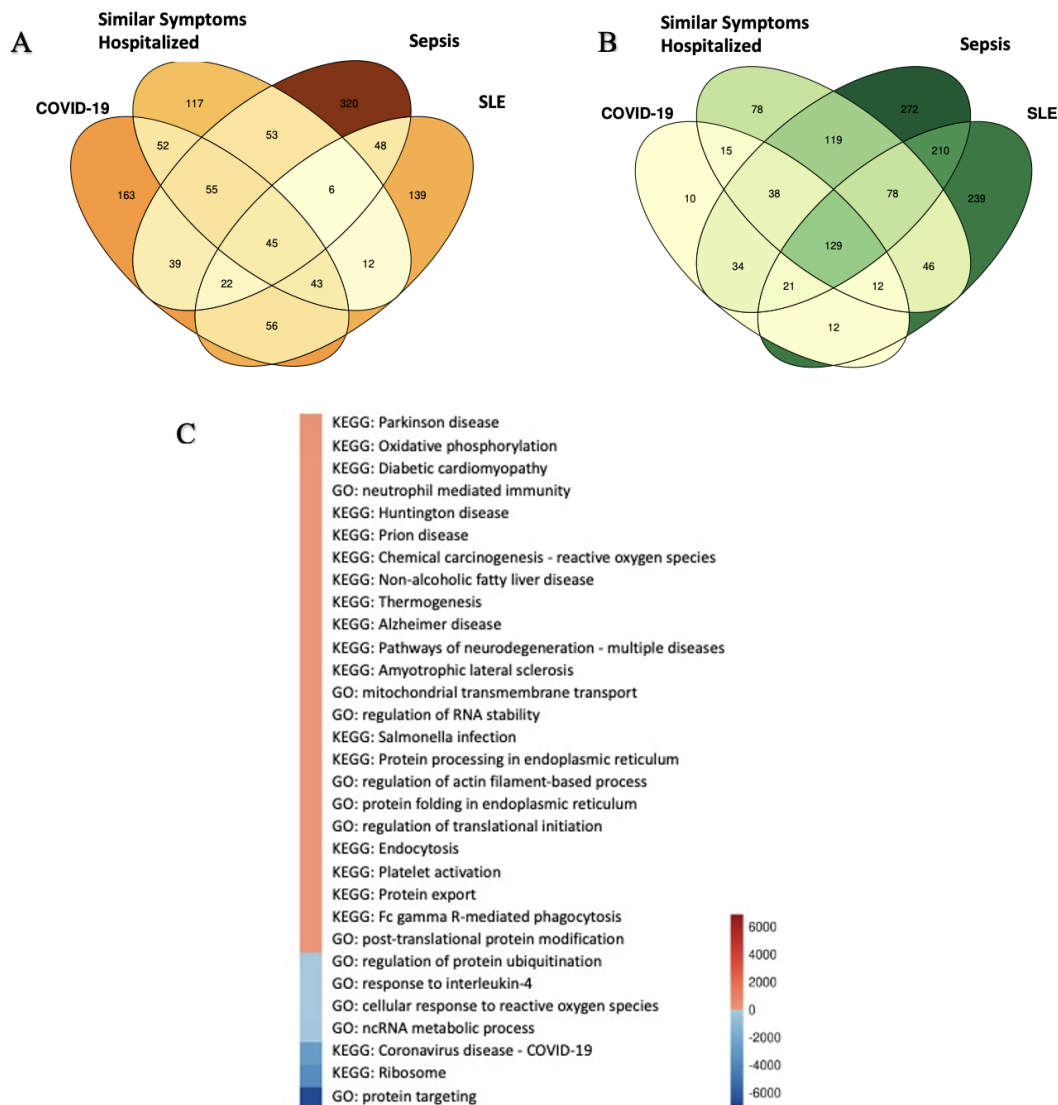 A
Similar Symptoms
Hospitalized
Sepsis
COVID-19
SLE
117
320
52
53
48
163
55
6
139
45
39
22
43
12
56
B
Similar Symptoms
Hospitalized
Sepsis
COVID-19
SLE
78
272
15
119
210
10
38
78
239
129
34
21
12
46
12
C
KEGG: Parkinson disease
KEGG: Oxidative phosphorylation
KEGG: Diabetic cardiomyopathy
GO: neutrophil mediated immunity
KEGG: Huntington disease
KEGG: Prion disease
KEGG: Chemical carcinogenesis - reactive oxygen species
KEGG: Non-alcoholic fatty liver disease
KEGG: Thermogenesis
KEGG: Alzheimer disease
KEGG: Pathways of neurodegeneration - multiple diseases
KEGG: Amyotrophic lateral sclerosis
GO: mitochondrial transmembrane transport
GO: regulation of RNA stability
KEGG: Salmonella infection
KEGG: Protein processing in endoplasmic reticulum
GO: regulation of actin filament-based process
GO: protein folding in endoplasmic reticulum
GO: regulation of translational initiation
KEGG: Endocytosis
KEGG: Platelet activation
KEGG: Protein export
KEGG: Fc gamma R-mediated phagocytosis
GO: post-translational protein modification
GO: regulation of protein ubiquitination
GO: response to interleukin-4
GO: cellular response to reactive oxygen species
GO: ncRNA metabolic process
KEGG: Coronavirus disease - COVID-19
KEGG: Ribosome
GO: protein targeting
6000
4000
2000
0
-2000
-4000
-6000